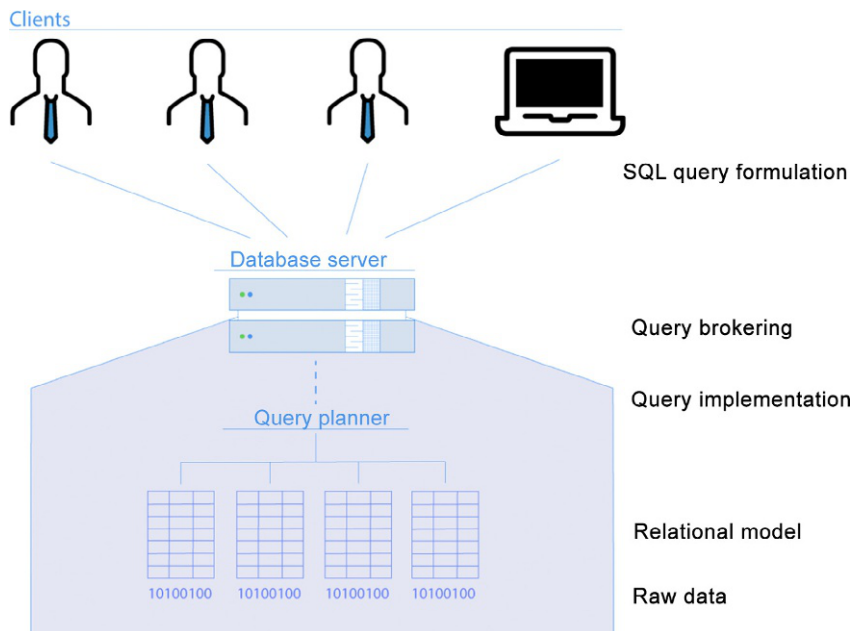 Clients
SQL query formulation
Database server
Query brokering
Query implementation
Query planner
Relational model
10100100 10100100 10100100 10100100
Raw data